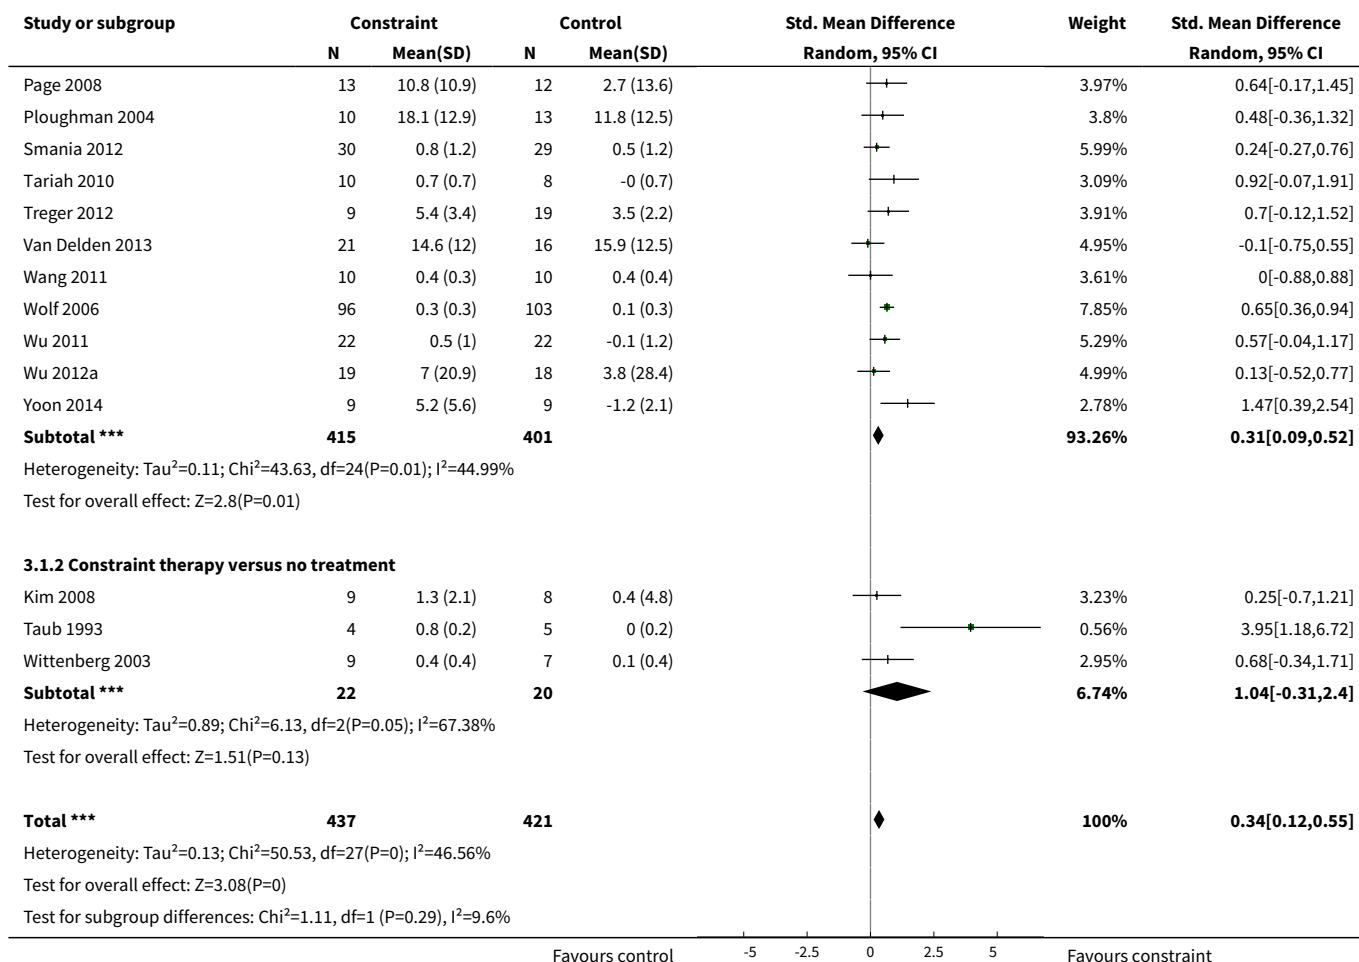 Study or subgroup Constraint Control Std. Mean Difference Weight Std. Mean Difference
N Mean(SD) N Mean(SD) Random, 95% CI Random, 95% CI
Page 2008 13 10.8 (10.9) 12 2.7 (13.6) 3.97% 0.64[-0.17,1.45]
Ploughman 2004 10 18.1 (12.9) 13 11.8 (12.5) 3.8% 0.48[-0.36,1.32]
Smania 2012 30 0.8 (1.2) 29 0.5 (1.2) 5.99% 0.24[-0.27,0.76]
Tariah 2010 10 0.7 (0.7) 8 -0 (0.7) 3.09% 0.92[-0.07,1.91]
Treger 2012 9 5.4 (3.4) 19 3.5 (2.2) 3.91% 0.7[-0.12,1.52]
Van Delden 2013 21 14.6 (12) 16 15.9 (12.5) 4.95% -0.1[-0.75,0.55]
Wang 2011 10 0.4 (0.3) 10 0.4 (0.4) 3.61% 0[-0.88,0.88]
Wolf 2006 96 0.3 (0.3) 103 0.1 (0.3) 7.85% 0.65[0.36,0.94]
Wu 2011 22 0.5 (1) 22 -0.1 (1.2) 5.29% 0.57[-0.04,1.17]
Wu 2012a 19 7 (20.9) 18 3.8 (28.4) 4.99% 0.13[-0.52,0.77]
Yoon 2014 9 5.2 (5.6) 9 -1.2 (2.1) 2.78% 1.47[0.39,2.54]
Subtotal *** 415 401 93.26% 0.31[0.09,0.52]
Heterogeneity: Tau²=0.11; Chi²=43.63, df=24(P=0.01); I²=44.99%
Test for overall effect: Z=2.8(P=0.01)
3.1.2 Constraint therapy versus no treatment
Kim 2008 9 1.3 (2.1) 8 0.4 (4.8) 3.23% 0.25[-0.7,1.21]
Taub 1993 4 0.8 (0.2) 5 0 (0.2) 0.56% 3.95[1.18,6.72]
Wittenberg 2003 9 0.4 (0.4) 7 0.1 (0.4) 2.95% 0.68[-0.34,1.71]
Subtotal *** 22 20 6.74% 1.04[-0.31,2.4]
Heterogeneity: Tau²=0.89; Chi²=6.13, df=2(P=0.05); I²=67.38%
Test for overall effect: Z=1.51(P=0.13)
Total *** 437 421 100% 0.34[0.12,0.55]
Heterogeneity: Tau²=0.13; Chi²=50.53, df=27(P=0); I²=46.56%
Test for overall effect: Z=3.08(P=0)
Test for subgroup differences: Chi²=1.11, df=1 (P=0.29), I²=9.6%
Favours control -5 -2.5 0 2.5 5 Favours constraint